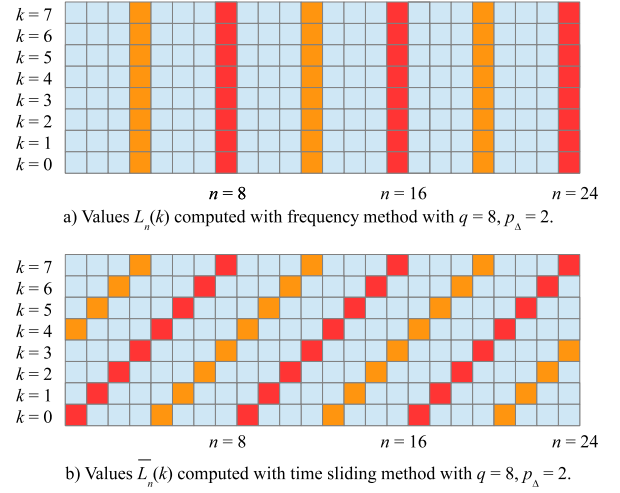 k = 7
k = 6
k = 5
k = 4
k = 3
k = 2
k = 1
k = 0
n = 8 n = 16 n = 24
a) Values Lₙ(k) computed with frequency method with q = 8, p_Δ = 2.
k = 7
k = 6
k = 5
k = 4
k = 3
k = 2
k = 1
k = 0
n = 8 n = 16 n = 24
b) Values L̅ₙ(k) computed with time sliding method with q = 8, p_Δ = 2.